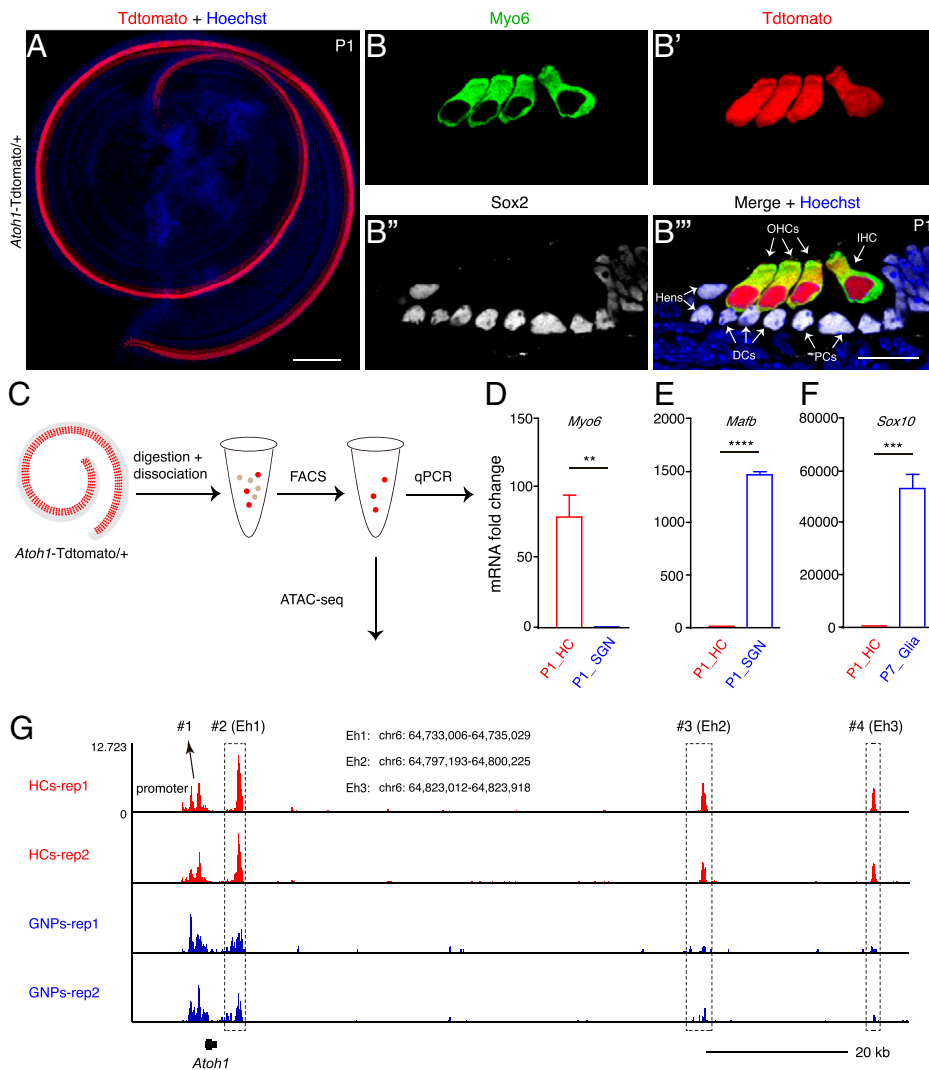 Tdtomato + Hoechst
Myo6
Tdtomato
A
P1
B
B'
Atoh1-Tdtomato/+
Sox2
Merge + Hoechst
B"
B"'
P1
OHCs
IHC
Hens
DCs
PCs
C
digestion +
dissociation
FACS
qPCR
Atoh1-Tdtomato/+
ATAC-seq
D
mRNA fold change
150
100
50
0
Myo6
**
P1_HC
P1_ SGN
E
2000
1500
1000
500
0
Mafb
****
P1_HC
P1_SGN
F
80000
60000
40000
20000
0
Sox10
***
P1_HC
P7_ Glia
G
#1
#2 (Eh1)
#3 (Eh2)
#4 (Eh3)
Eh1: chr6: 64,733,006-64,735,029
Eh2: chr6: 64,797,193-64,800,225
Eh3: chr6: 64,823,012-64,823,918
12.723
promoter
HCs-rep1
0
HCs-rep2
GNPs-rep1
GNPs-rep2
Atoh1
20 kb